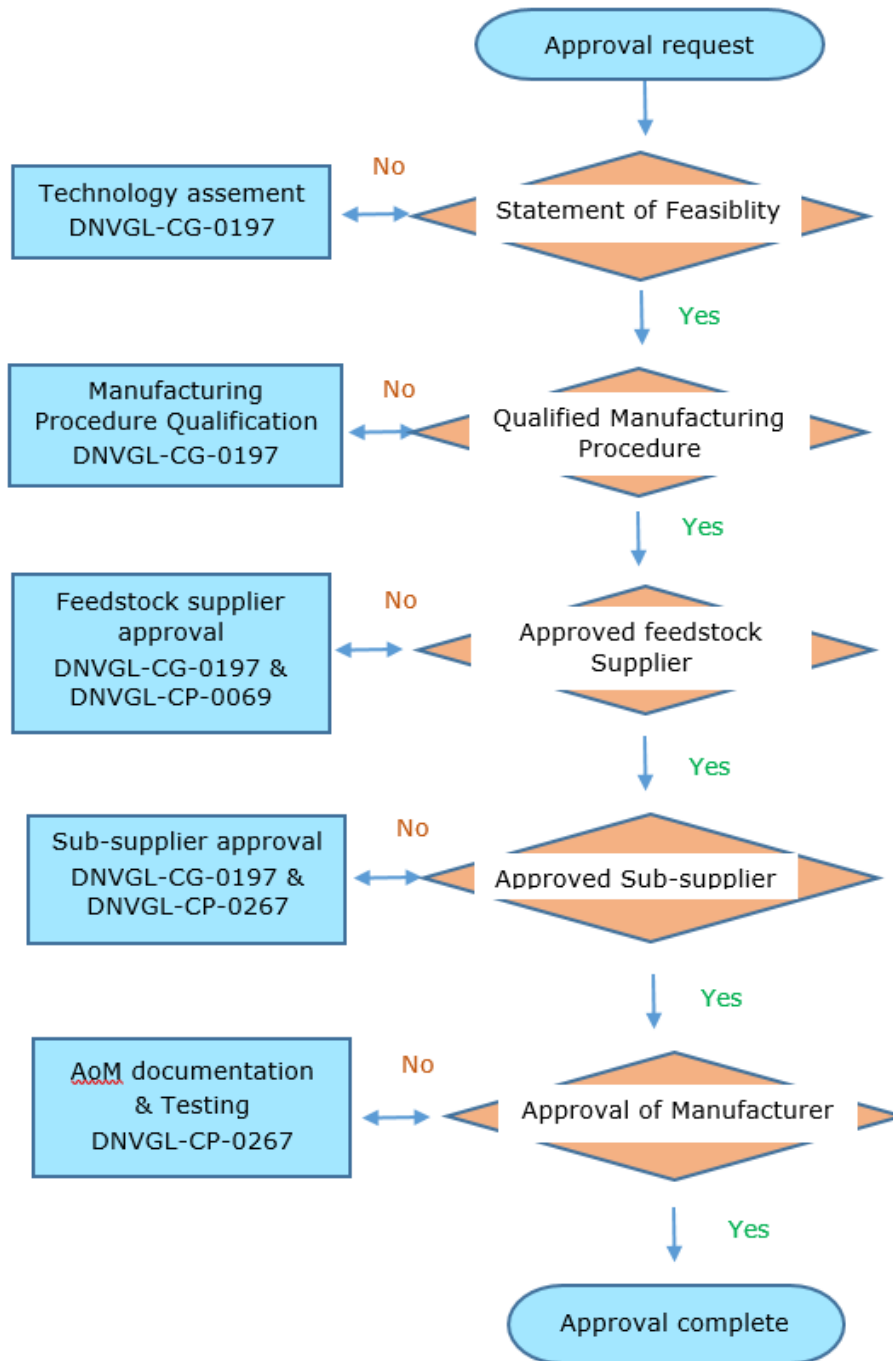 Approval request
No
Technology assement
DNVGL-CG-0197
Statement of Feasiblity
Yes
Manufacturing
Procedure Qualification
DNVGL-CG-0197
No
Qualified Manufacturing
Procedure
Yes
Feedstock supplier
approval
DNVGL-CG-0197 &
DNVGL-CP-0069
No
Approved feedstock
Supplier
Yes
Sub-supplier approval
DNVGL-CG-0197 &
DNVGL-CP-0267
No
Approved Sub-supplier
Yes
AoM documentation
& Testing
DNVGL-CP-0267
No
Approval of Manufacturer
Yes
Approval complete